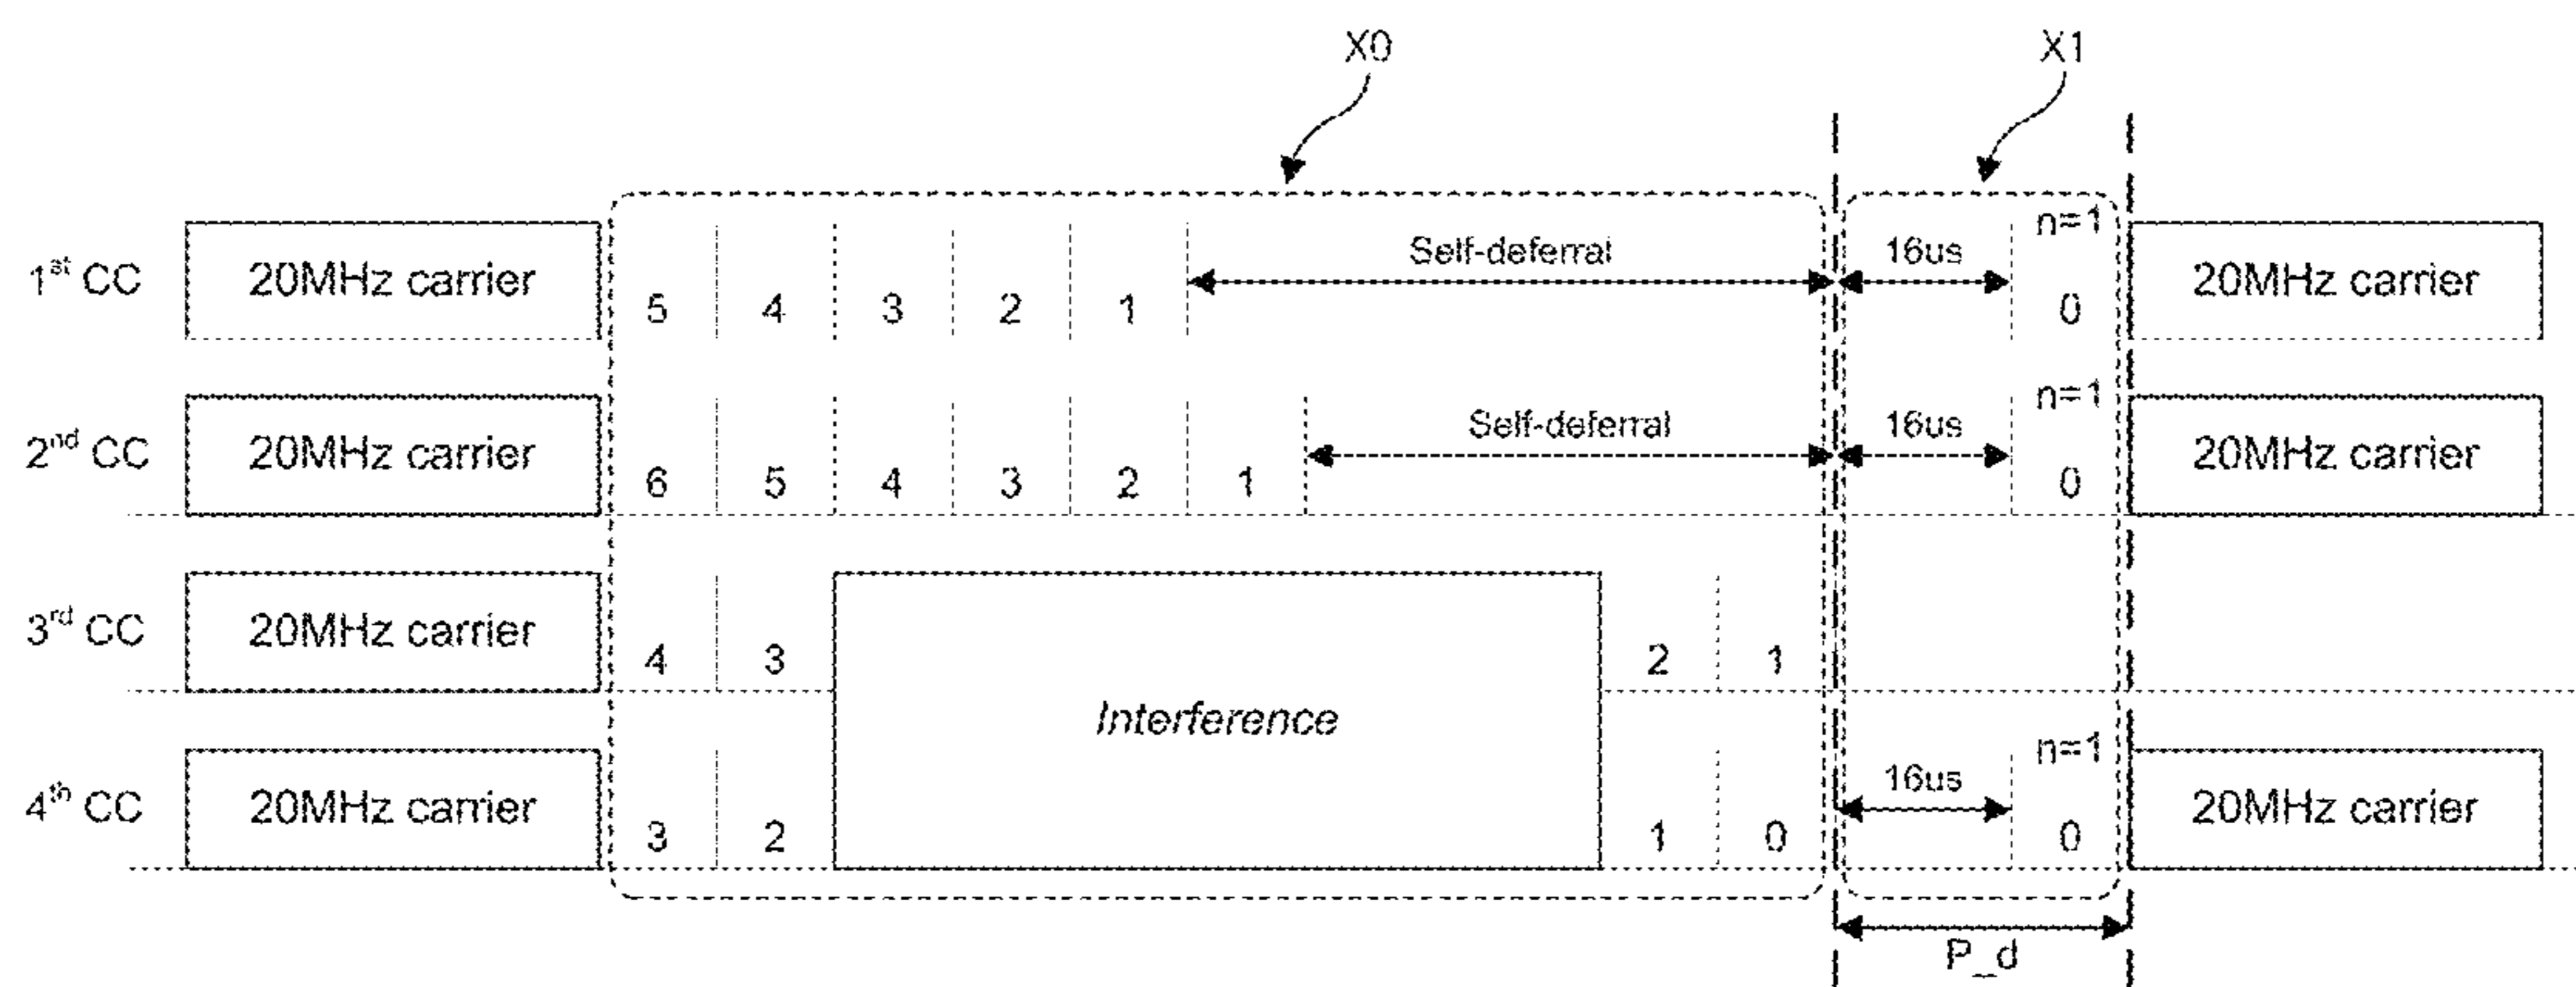 X0 X1
n=1
1st CC 20MHz carrier 5 4 3 2 1 Self-deferral 16us 0 20MHz carrier
n=1
2nd CC 20MHz carrier 6 5 4 3 2 1 Self-deferral 16us 0 20MHz carrier
3rd CC 20MHz carrier 4 3 2 1
Interference
n=1
4th CC 20MHz carrier 3 2 1 0 16us 0 20MHz carrier
P_d